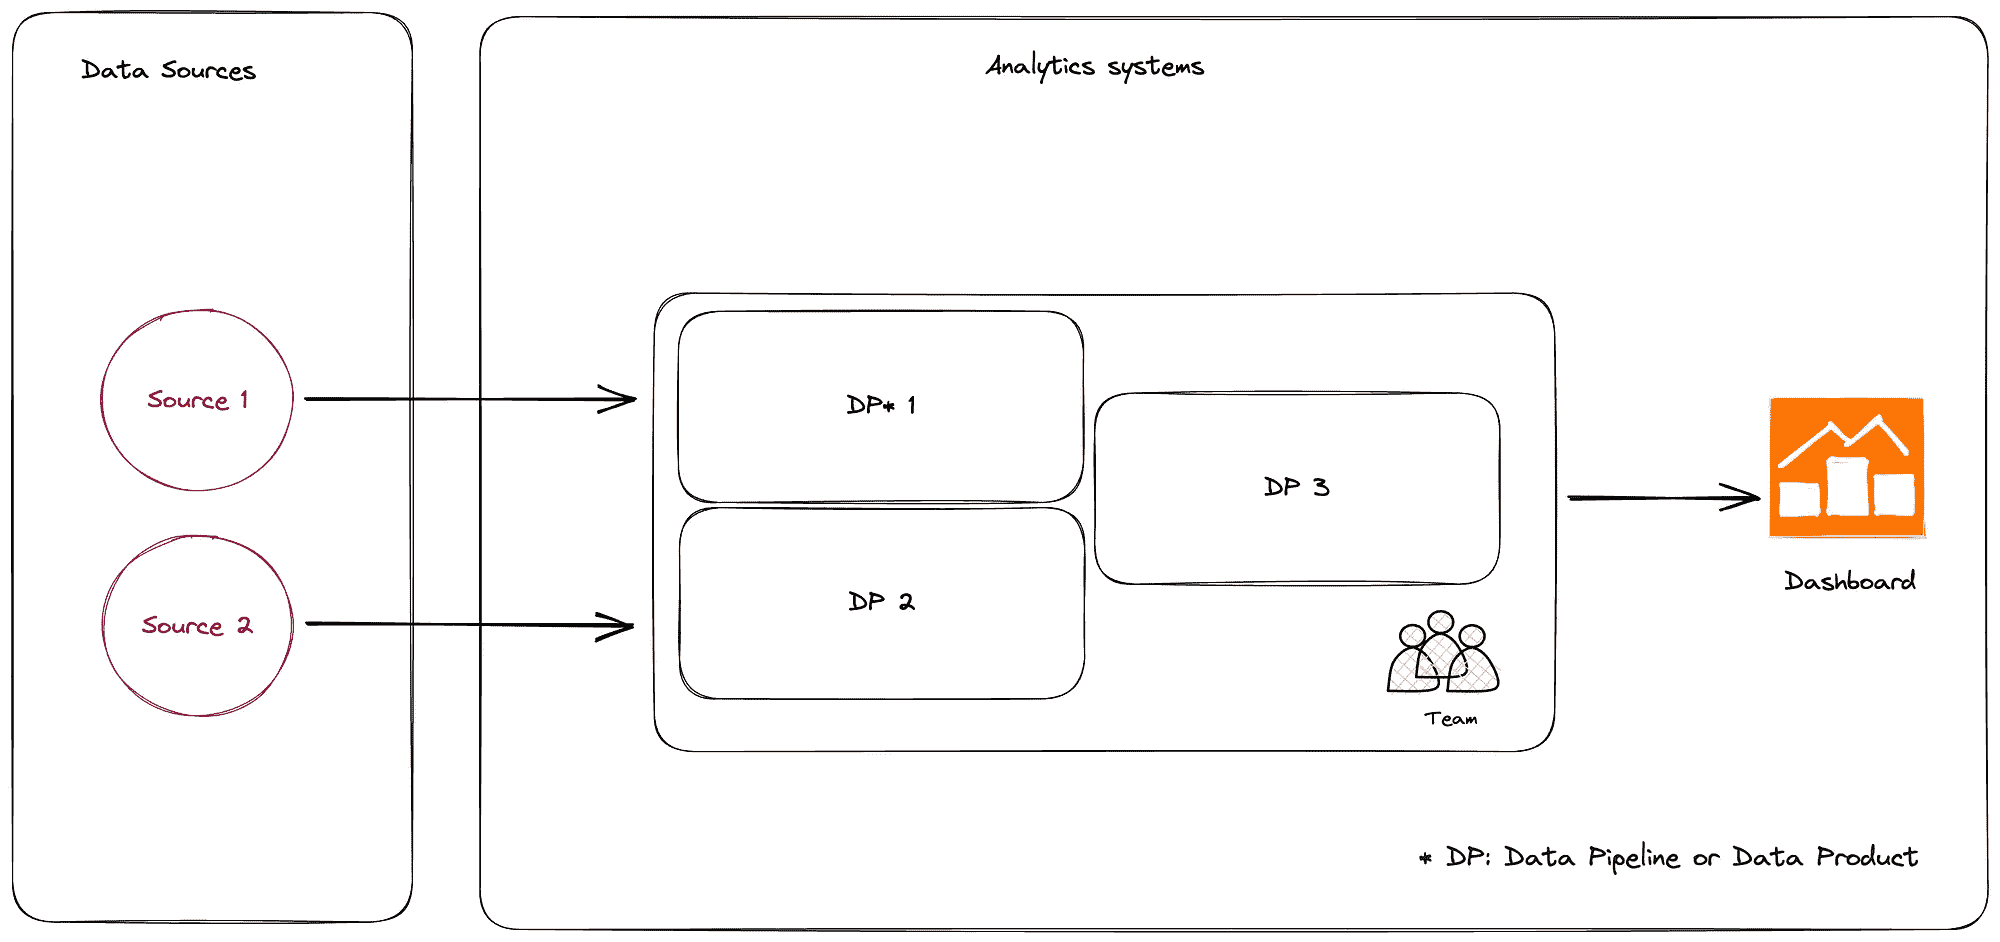 Data Sources
Analytics systems
Source 1
DP* 1
DP 3
Source 2
DP 2
Dashboard
Team
* DP: Data Pipeline or Data Product